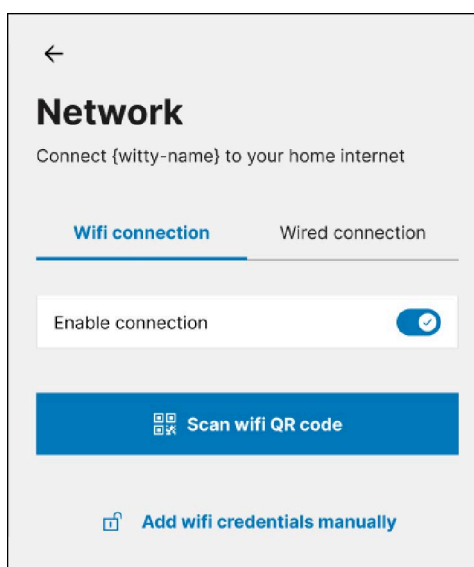 Network
Connect {witty-name} to your home internet
Wifi connection
Wired connection
Enable connection
Scan wifi QR code
Add wifi credentials manually